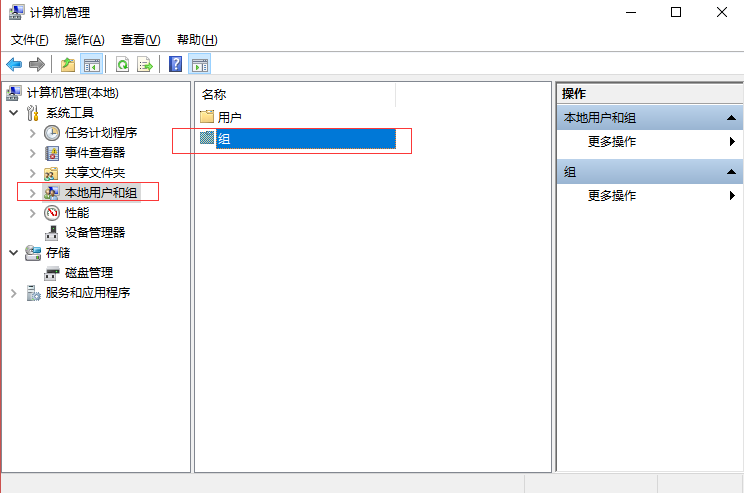 计算机管理
文件(F) 操作(A) 查看(V) 帮助(H)
计算机管理(本地)
系统工具
任务计划程序
事件查看器
共享文件夹
本地用户和组
性能
设备管理器
存储
磁盘管理
服务和应用程序
名称
用户
组
操作
本地用户和组
更多操作
组
更多操作